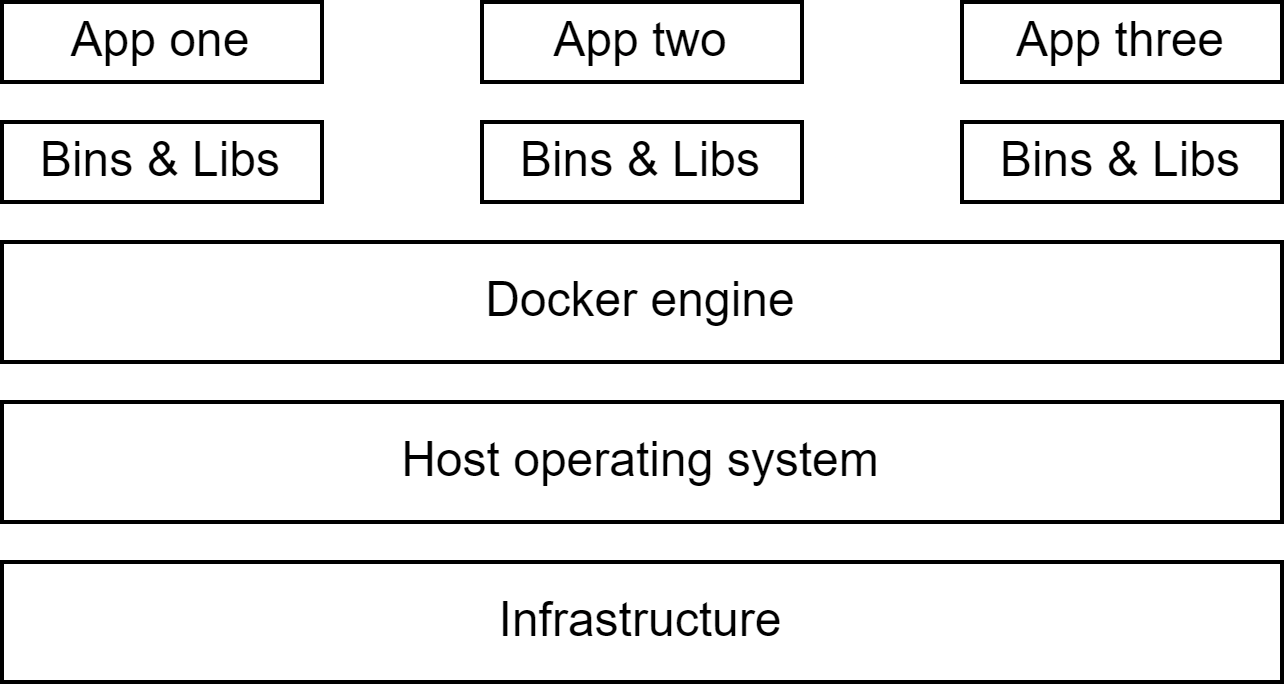 App one
App two
App three
Bins & Libs
Bins & Libs
Bins & Libs
Docker engine
Host operating system
Infrastructure